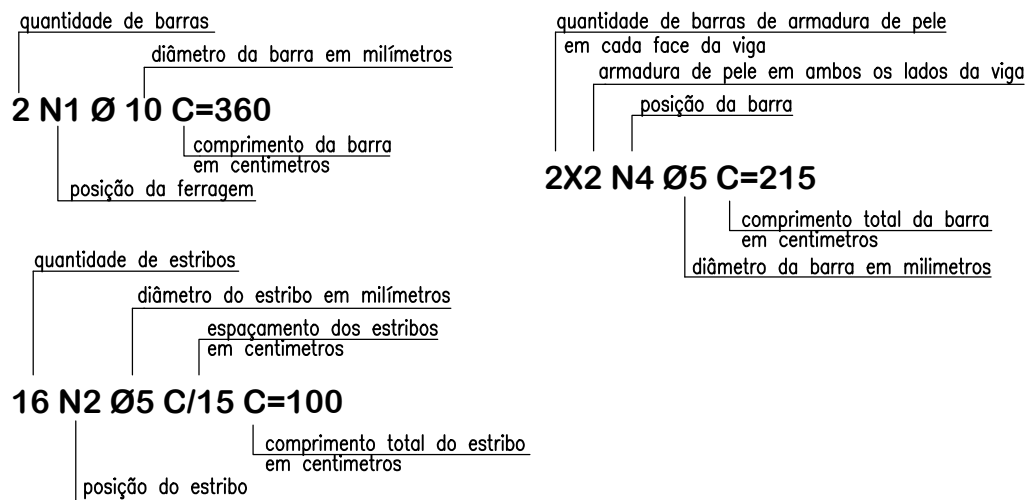 quantidade de barras
diâmetro da barra em milímetros
2 N1 Ø 10 C=360
comprimento da barra
em centimetros
posição da ferragem
quantidade de barras de armadura de pele
em cada face da viga
armadura de pele em ambos os lados da viga
posição da barra
2X2 N4 Ø5 C=215
comprimento total da barra
em centimetros
diâmetro da barra em milimetros
quantidade de estribos
diâmetro do estribo em milímetros
espaçamento dos estribos
em centimetros
16 N2 Ø5 C/15 C=100
comprimento total do estribo
em centimetros
posição do estribo